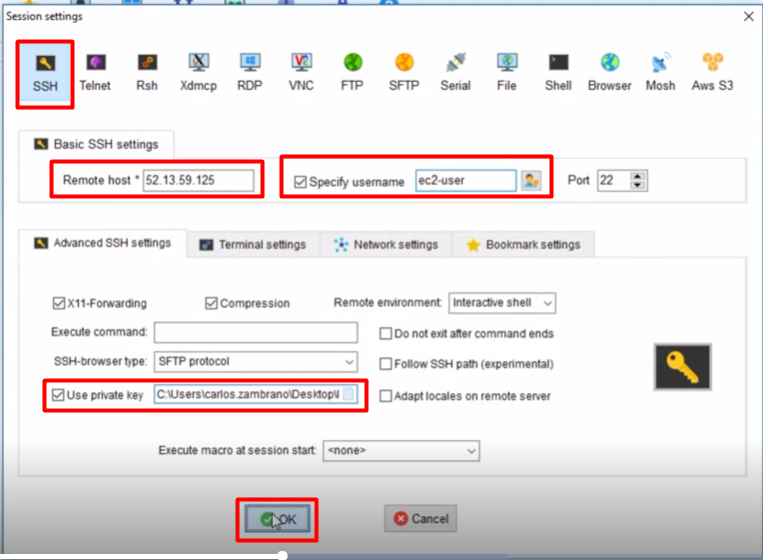 Session settings
SSH Telnet Rsh Xdmcp RDP VNC FTP SFTP Serial File Shell Browser Mosh Aws S3
Basic SSH settings
Remote host * 52.13.59.125 Specify username ec2-user Port 22
Advanced SSH settings Terminal settings Network settings Bookmark settings
X11-Forwarding Compression Remote environment: Interactive shell
Execute command: Do not exit after command ends
SSH-browser type: SFTP protocol Follow SSH path (experimental)
Use private key C:\Users\carlos.zambrano\Desktop\ Adapt locales on remote server
Execute macro at session start: <none>
OK Cancel